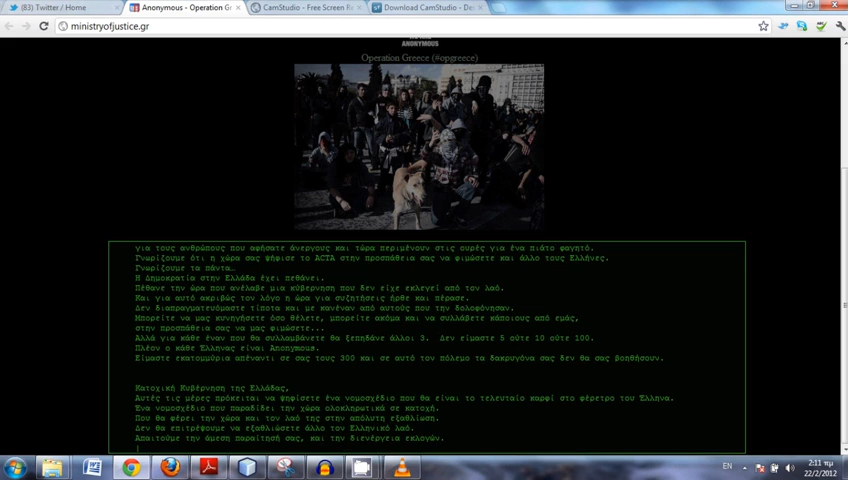 (83) Twitter / Home
Anonymous - Operation G
CamStudio - Free Screen Re
Download CamStudio - De
ministryofjustice.gr
ANONYMOUS
Operation Greece (#opgreece)
για τους ανθρώπους που αφήσατε άνεργους και τώρα περιμένουν στις ουρές για ένα πιάτο φαγητό.
Γνωρίζουμε ότι η χώρα σας ψήφισε το ACTA στην προσπάθεια σας να φιμώσετε και άλλο τους Έλληνες.
Γνωρίζουμε τα πάντα…
Η Δημοκρατία στην Ελλάδα έχει πεθάνει.
Πέθανε την ώρα που ανέλαβε μια κυβέρνηση που δεν είχε εκλεγεί από τον λαό.
Και για αυτό ακριβώς τον λόγο η ώρα για συζητήσεις ήρθε και πέρασε.
Δεν διαπραγματευόμαστε τίποτα και με κανέναν από αυτούς που την δολοφόνησαν.
Μπορείτε να μας κυνηγήσετε όσο θέλετε, μπορείτε ακόμα και να συλλάβετε κάποιους από εμάς,
στην προσπάθεια σας να μας φιμώσετε...
Αλλά για κάθε έναν που θα συλλαμβάνετε θα ξεπηδάνε άλλοι 3. Δεν είμαστε 5 ούτε 10 ούτε 100.
Πλέον ο κάθε Έλληνας είναι Anonymous.
Είμαστε εκατομμύρια απέναντι σε σας τους 300 και σε αυτό τον πόλεμο τα δακρυγόνα σας δεν θα σας βοηθήσουν.
Κατοχική Κυβέρνηση της Ελλάδας,
Αυτές τις μέρες πρόκειται να ψηφίσετε ένα νομοσχέδιο που θα είναι το τελευταίο καρφί στο φέρετρο του Έλληνα.
Ένα νομοσχέδιο που παραδίδει την χώρα ολοκληρωτικά σε κατοχή.
Που θα φέρει την χώρα και τον λαό της στην απόλυτη εξαθλίωση.
Δεν θα επιτρέψουμε να εξαθλιώσετε άλλο τον Ελληνικό λαό.
Απαιτούμε την άμεση παραίτησή σας, και την διενέργεια εκλογών.
EN
2:11 πμ
22/2/2012